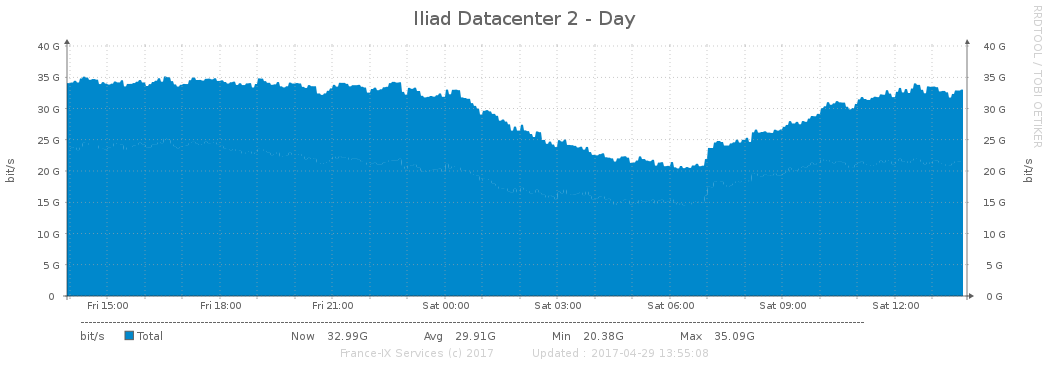 Iliad Datacenter 2 - Day
RRDTOOL / TOBI OETIKER
40 G 40 G
35 G 35 G
30 G 30 G
25 G 25 G
20 G 20 G
15 G 15 G
10 G 10 G
5 G 5 G
0 0 G
bit/s bit/s
Fri 15:00 Fri 18:00 Fri 21:00 Sat 00:00 Sat 03:00 Sat 06:00 Sat 09:00 Sat 12:00
bit/s Total Now 32.99G Avg 29.91G Min 20.38G Max 35.09G
France-IX Services (c) 2017 Updated : 2017-04-29 13:55:08